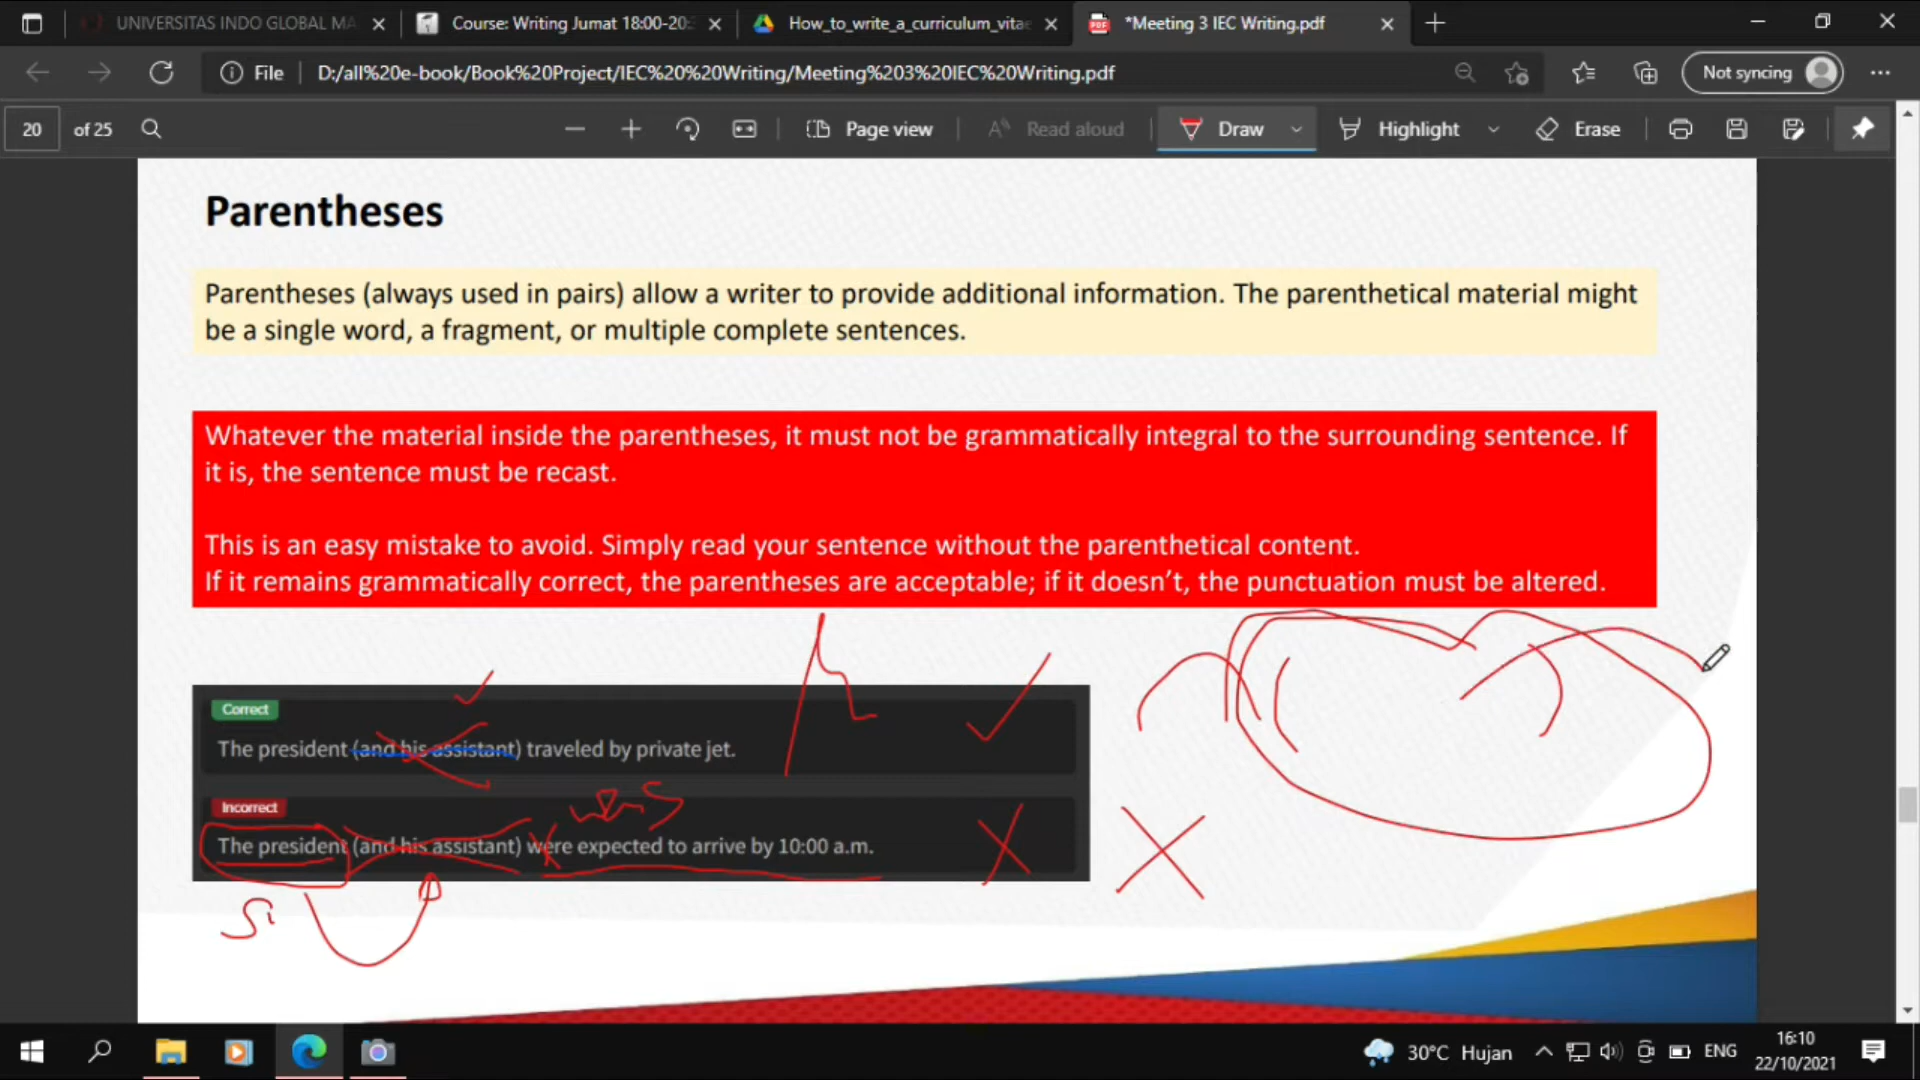 UNIVERSITAS INDO GLOBAL MA
Course: Writing Jumat 18:00-20:
How_to_write_a_curriculum_vitae
*Meeting 3 IEC Writing.pdf
File
D:/all%20e-book/Book%20Project/IEC%20%20Writing/Meeting%203%20IEC%20Writing.pdf
Not syncing
20 of 25
Page view
Read aloud
Draw
Highlight
Erase
Parentheses
Parentheses (always used in pairs) allow a writer to provide additional information. The parenthetical material might
be a single word, a fragment, or multiple complete sentences.
Whatever the material inside the parentheses, it must not be grammatically integral to the surrounding sentence. If
it is, the sentence must be recast.
This is an easy mistake to avoid. Simply read your sentence without the parenthetical content.
If it remains grammatically correct, the parentheses are acceptable; if it doesn't, the punctuation must be altered.
Correct
The president (and his assistant) traveled by private jet.
Incorrect
The president (and his assistant) were expected to arrive by 10:00 a.m.
30°C Hujan
ENG
16:10
22/10/2021